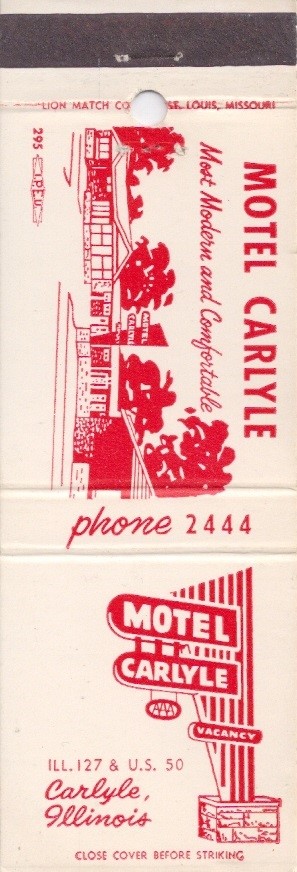 LION MATCH CO ST. LOUIS, MISSOURI
295
MOTEL CARLYLE
Most Modern and Comfortable
MOTEL
CARLYLE
phone 2444
MOTEL
CARLYLE
AAA
VACANCY
ILL. 127 & U.S. 50
Carlyle,
Illinois
CLOSE COVER BEFORE STRIKING